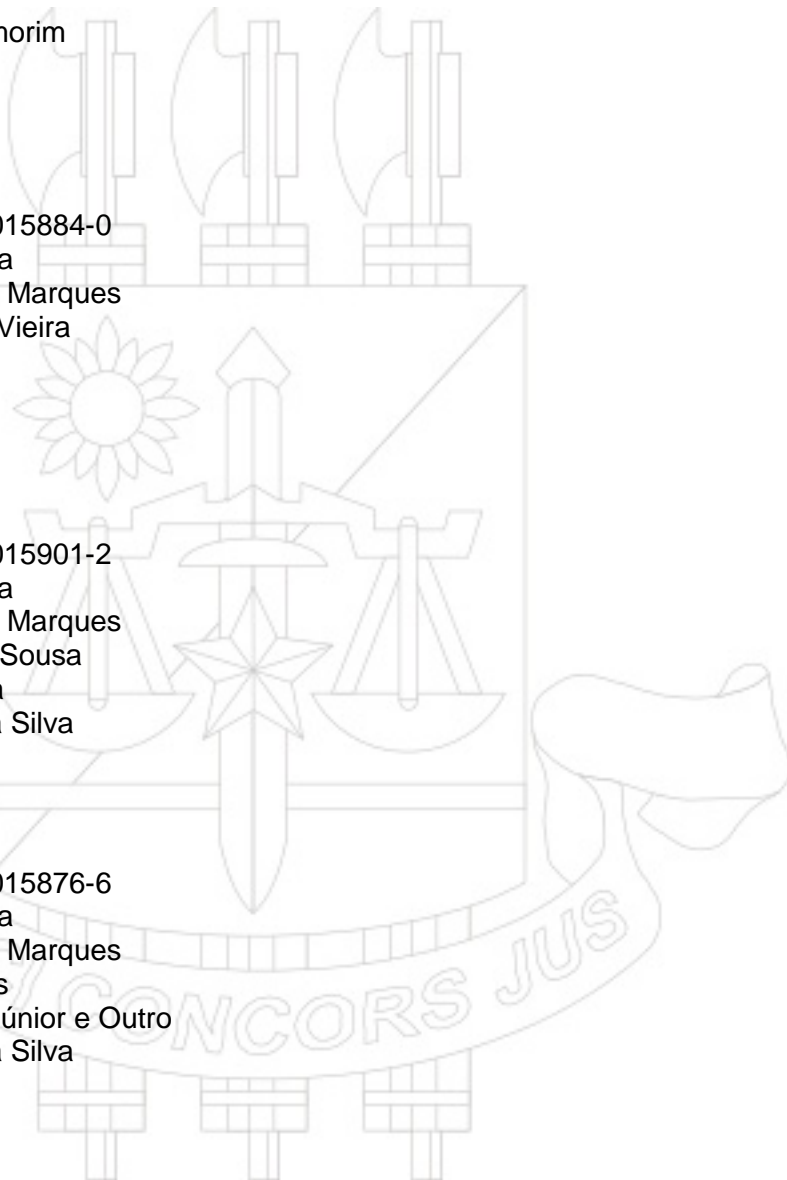 norim
015884-0
a
Marques
Vieira
015901-2
a
Marques
Sousa
a
a Silva
015876-6
a
Marques
s
únior e Outro
a Silva
CONCORS JUS